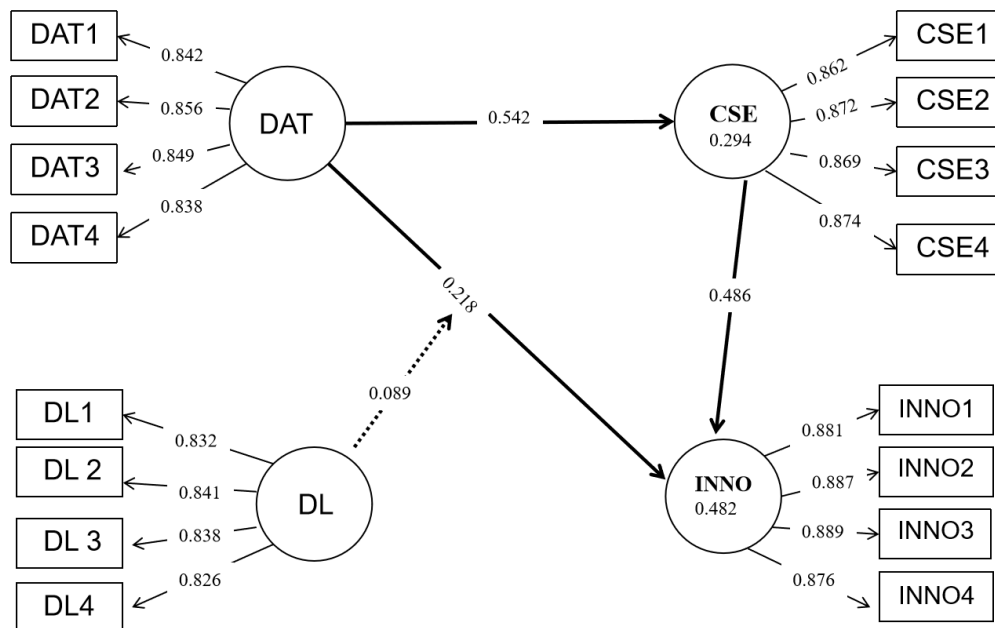 DAT1
0.842
DAT2
0.856
DAT3
0.849
DAT4
0.838
DAT
0.542
CSE
0.294
CSE1
0.862
CSE2
0.872
CSE3
0.869
CSE4
0.874
0.218
0.486
0.089
DL1
0.832
DL 2
0.841
DL 3
0.838
DL4
0.826
DL
INNO
0.482
INNO1
0.881
INNO2
0.887
INNO3
0.889
INNO4
0.876